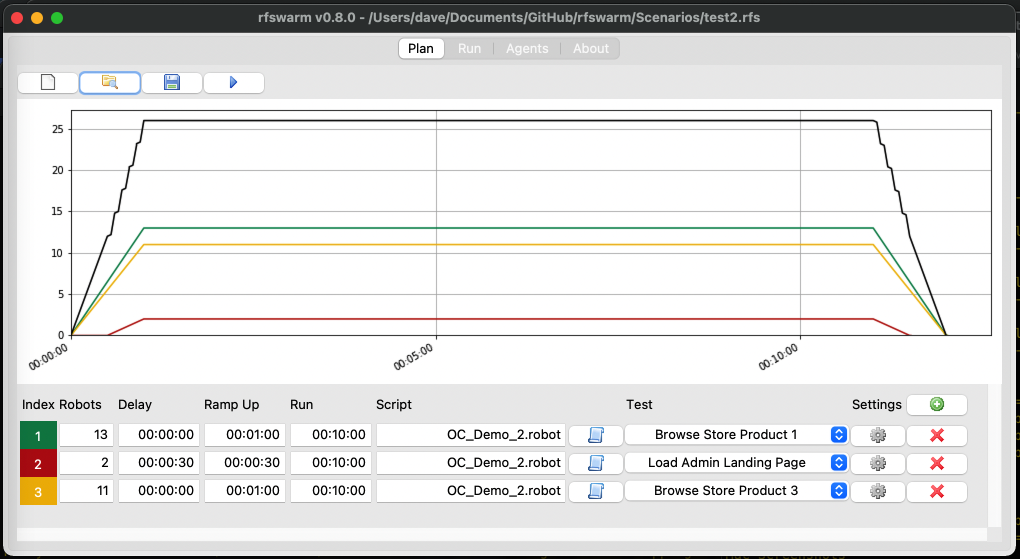 rfswarm v0.8.0 - /Users/dave/Documents/GitHub/rfswarm/Scenarios/test2.rfs
Plan Run Agents About
25
20
15
10
5
0
00:00:00 00:05:00 00:10:00
Index Robots Delay Ramp Up Run Script Test Settings
1 13 00:00:00 00:01:00 00:10:00 OC_Demo_2.robot Browse Store Product 1
2 2 00:00:30 00:00:30 00:10:00 OC_Demo_2.robot Load Admin Landing Page
3 11 00:00:00 00:01:00 00:10:00 OC_Demo_2.robot Browse Store Product 3